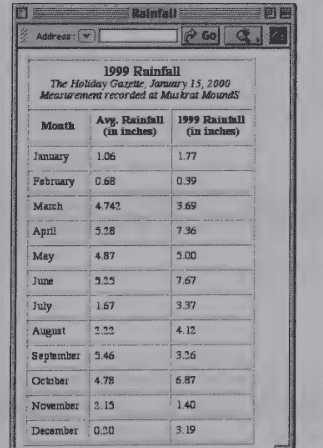 Rainfall
Address: Go
1999 Rainfall
The Holiday Gazette, January 15, 2000
Measurement recorded at Muskrat MoundS
Month Avg. Rainfall (in inches) 1999 Rainfall (in inches)
January 1.06 1.77
February 0.68 0.39
March 4.742 3.69
April 5.28 7.36
May 4.87 5.00
June 5.25 7.67
July 1.67 3.37
August 2.22 4.12
September 5.46 3.26
October 4.78 6.87
November 2.15 1.40
December 0.20 3.19